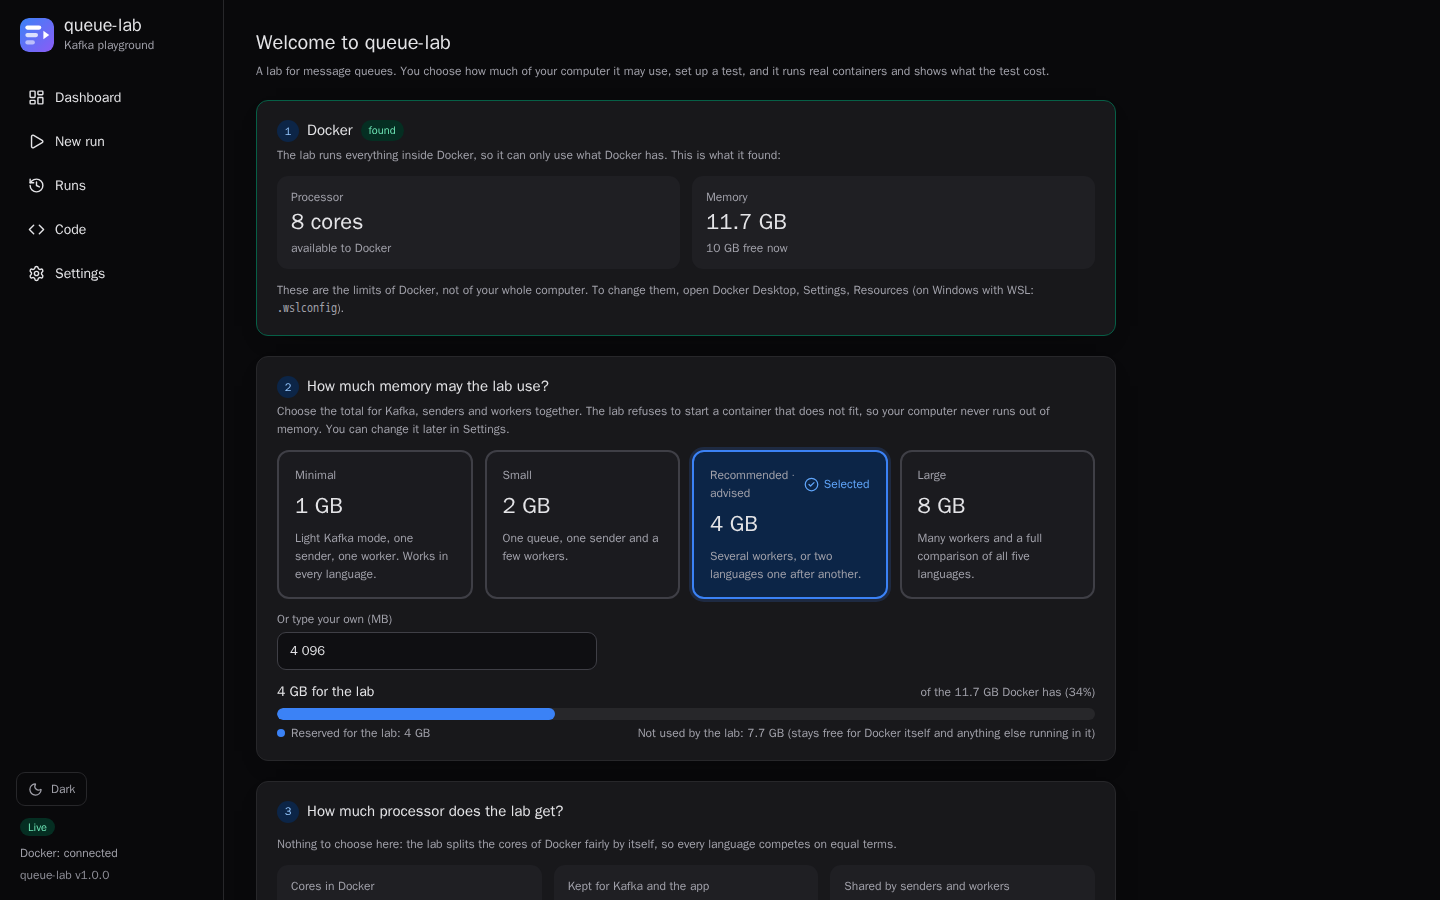 queue-lab
Kafka playground
Dashboard
New run
Runs
Code
Settings
Dark
Live
Docker: connected
queue-lab v1.0.0
Welcome to queue-lab
A lab for message queues. You choose how much of your computer it may use, set up a test, and it runs real containers and shows what the test cost.
1 Docker found
The lab runs everything inside Docker, so it can only use what Docker has. This is what it found:
Processor
8 cores
available to Docker
Memory
11.7 GB
10 GB free now
These are the limits of Docker, not of your whole computer. To change them, open Docker Desktop, Settings, Resources (on Windows with WSL:
.wslconfig).
2 How much memory may the lab use?
Choose the total for Kafka, senders and workers together. The lab refuses to start a container that does not fit, so your computer never runs out of
memory. You can change it later in Settings.
Minimal
1 GB
Light Kafka mode, one
sender, one worker. Works in
every language.
Small
2 GB
One queue, one sender and a
few workers.
Recommended ·
advised
Selected
4 GB
Several workers, or two
languages one after another.
Large
8 GB
Many workers and a full
comparison of all five
languages.
Or type your own (MB)
4 096
4 GB for the lab
of the 11.7 GB Docker has (34%)
Reserved for the lab: 4 GB
Not used by the lab: 7.7 GB (stays free for Docker itself and anything else running in it)
3 How much processor does the lab get?
Nothing to choose here: the lab splits the cores of Docker fairly by itself, so every language competes on equal terms.
Cores in Docker
Kept for Kafka and the app
Shared by senders and workers